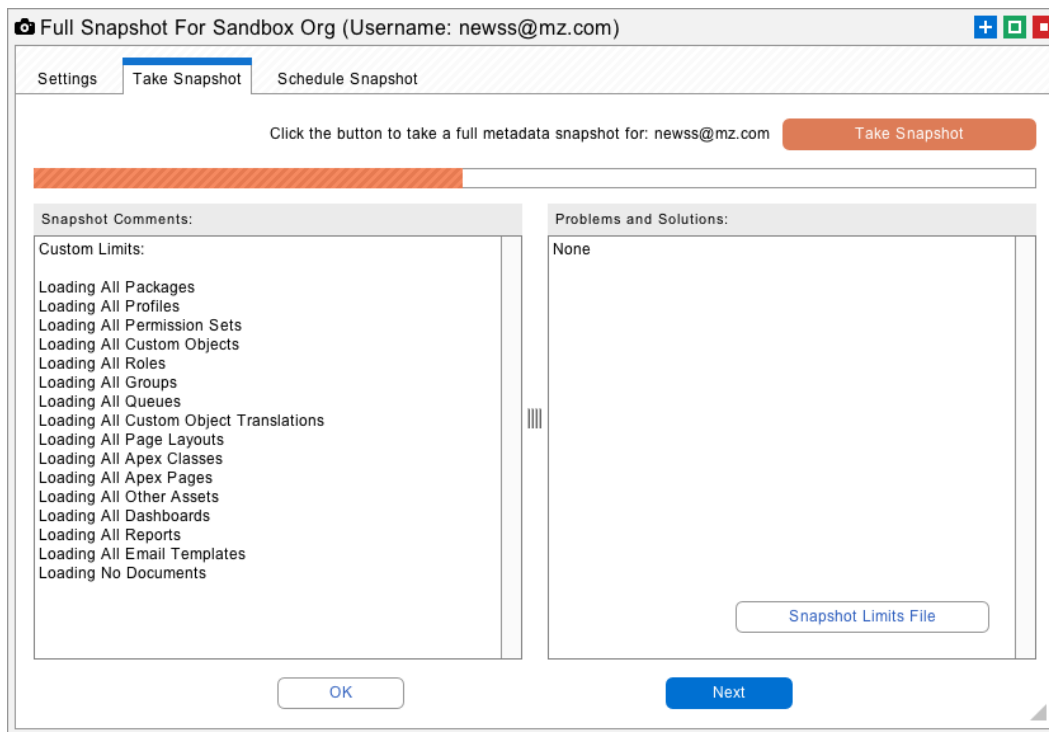 Full Snapshot For Sandbox Org (Username: newss@mz.com)
Settings
Take Snapshot
Schedule Snapshot
Click the button to take a full metadata snapshot for: newss@mz.com
Take Snapshot
Snapshot Comments:
Custom Limits:
Loading All Packages
Loading All Profiles
Loading All Permission Sets
Loading All Custom Objects
Loading All Roles
Loading All Groups
Loading All Queues
Loading All Custom Object Translations
Loading All Page Layouts
Loading All Apex Classes
Loading All Apex Pages
Loading All Other Assets
Loading All Dashboards
Loading All Reports
Loading All Email Templates
Loading No Documents
Problems and Solutions:
None
Snapshot Limits File
OK
Next